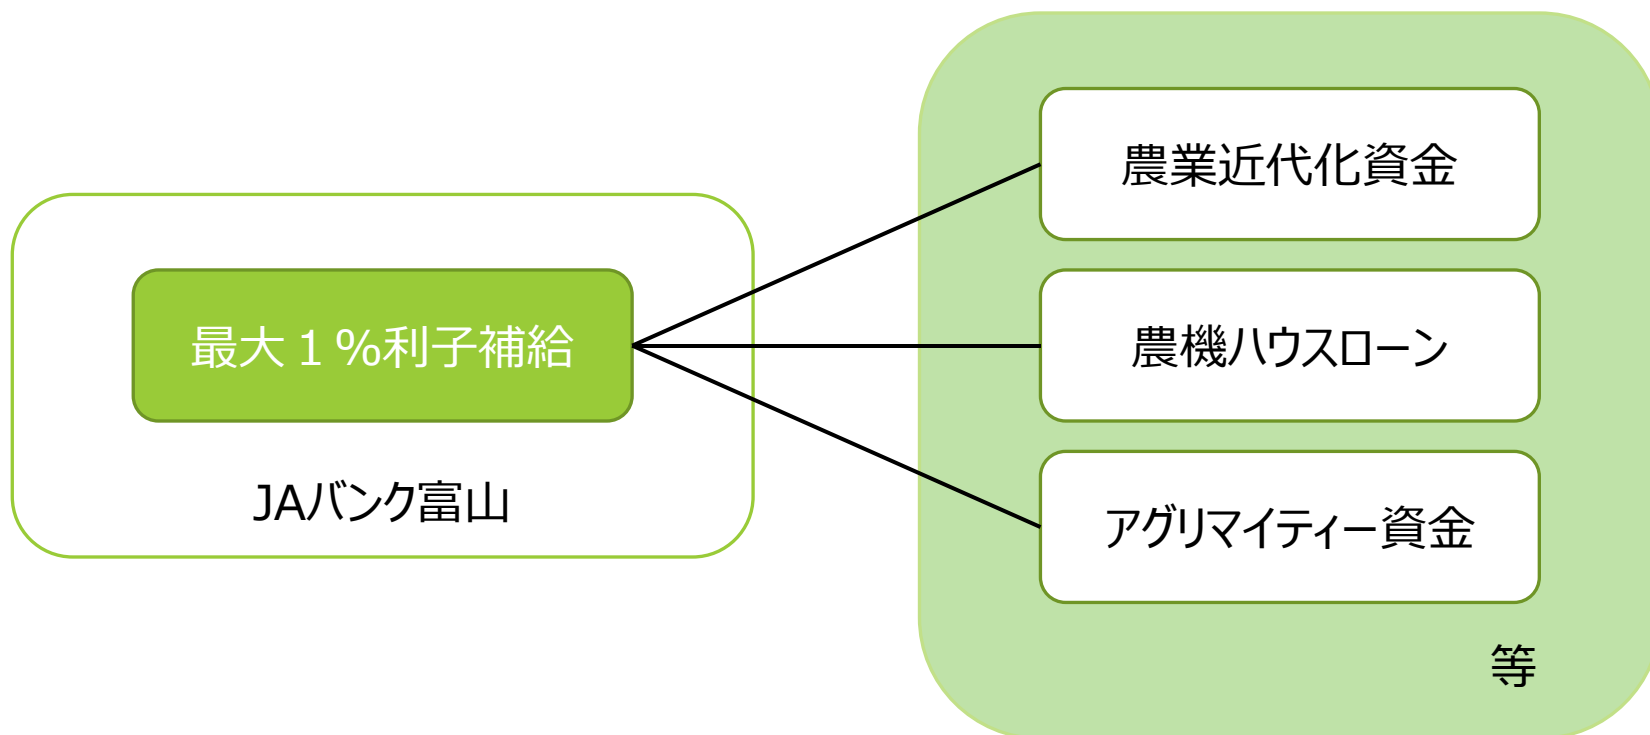 最大１％利子補給
JAバンク富山
農業近代化資金
農機ハウスローン
アグリマイティー資金
等